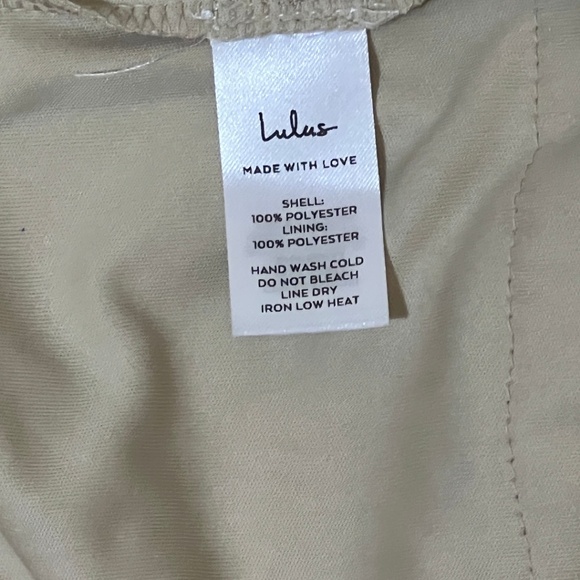 Lulus
MADE WITH LOVE
SHELL:
100% POLYESTER
LINING:
100% POLYESTER
HAND WASH COLD
DO NOT BLEACH
LINE DRY
IRON LOW HEAT